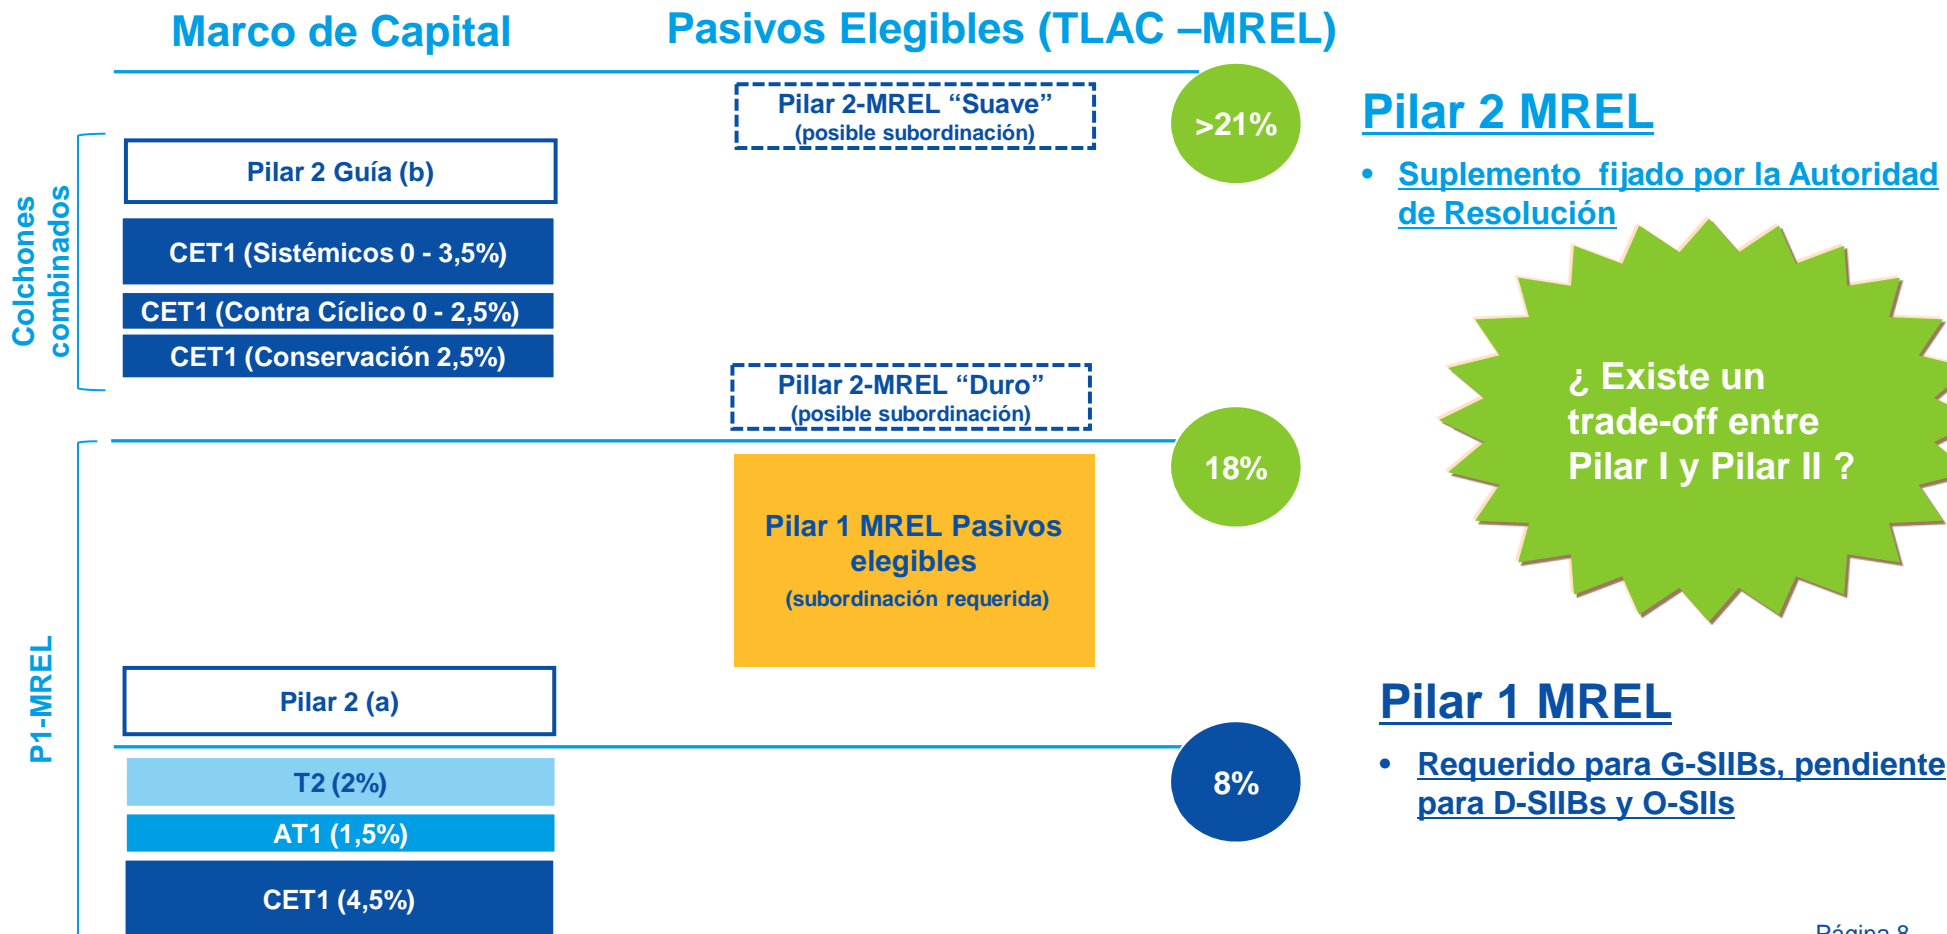 Marco de Capital
Pasivos Elegibles (TLAC –MREL)
Colchones
combinados
Pilar 2 Guía (b)
CET1 (Sistémicos 0 - 3,5%)
CET1 (Contra Cíclico 0 - 2,5%)
CET1 (Conservación 2,5%)
P1-MREL
Pilar 2 (a)
T2 (2%)
AT1 (1,5%)
CET1 (4,5%)
Pilar 2-MREL “Suave”
(posible subordinación)
Pillar 2-MREL “Duro”
(posible subordinación)
Pilar 1 MREL Pasivos
elegibles
(subordinación requerida)
>21%
18%
8%
Pilar 2 MREL
• Suplemento fijado por la Autoridad
de Resolución
¿ Existe un
trade-off entre
Pilar I y Pilar II ?
Pilar 1 MREL
• Requerido para G-SIIBs, pendiente
para D-SIIBs y O-SIIs
Página 8